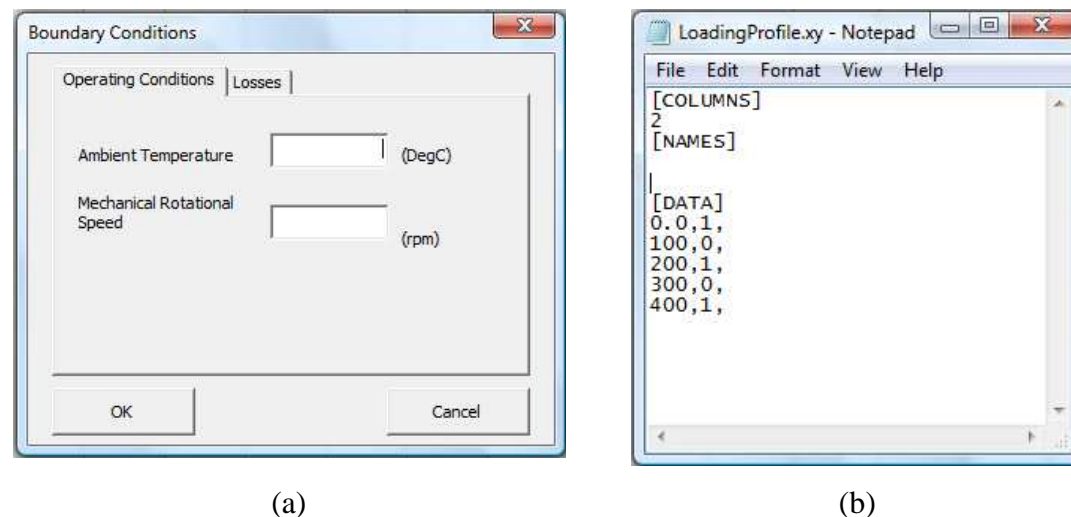 Boundary Conditions
Operating Conditions
Losses
Ambient Temperature
(DegC)
Mechanical Rotational
Speed
(rpm)
OK
Cancel
(a)
LoadingProfile.xy - Notepad
File Edit Format View Help
[COLUMNS]
2
[NAMES]
[DATA]
0.0,1,
100,0,
200,1,
300,0,
400,1,
(b)